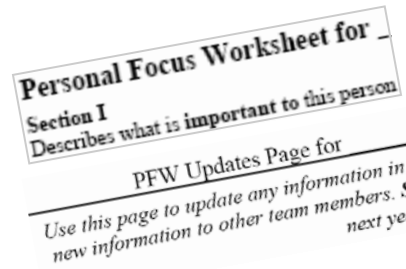 Personal Focus Worksheet for _
Section I
Describes what is important to this person
PFW Updates Page for
Use this page to update any information in
new information to other team members. S
next ye